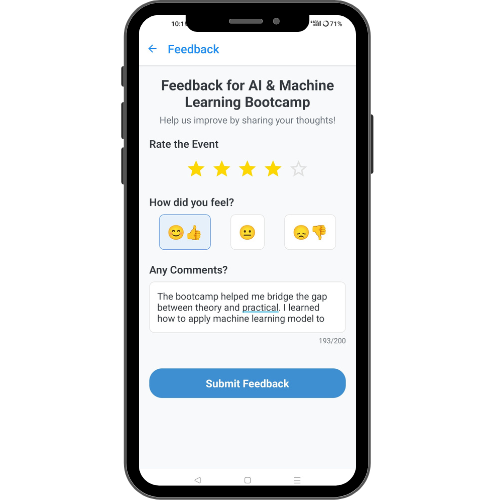 71%
Feedback
Feedback for AI & Machine
Learning Bootcamp
Help us improve by sharing your thoughts!
Rate the Event
How did you feel?
Any Comments?
The bootcamp helped me bridge the gap
between theory and practical. I learned
how to apply machine learning model to
193/200
Submit Feedback